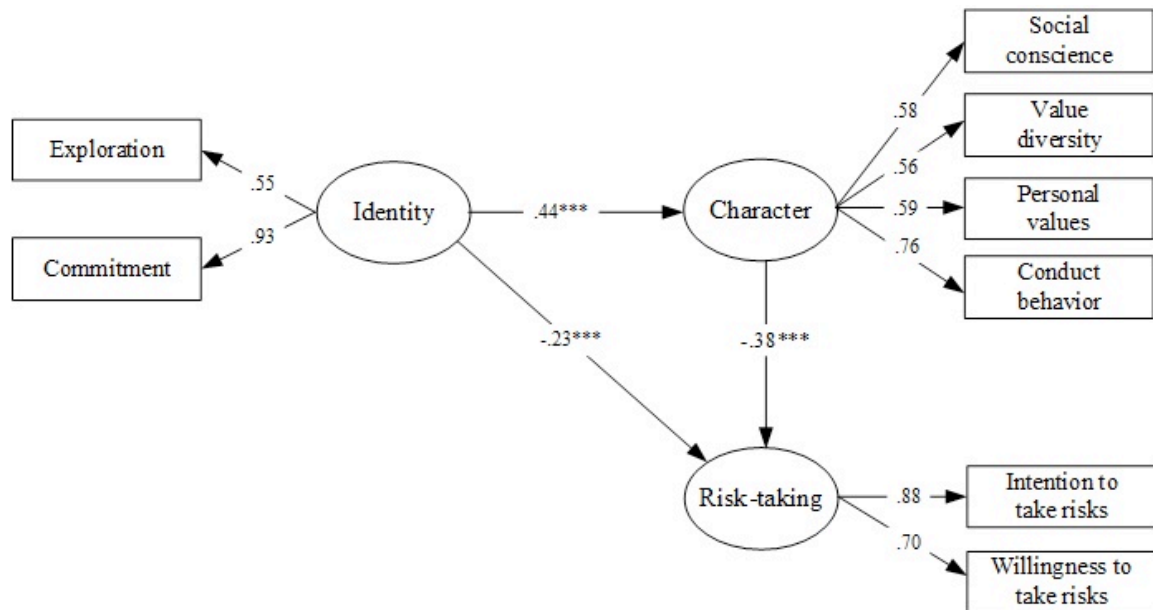 Social
conscience
.58
Value
diversity
Exploration
.56
.55
Identity
.44***
Character
.59
Personal
values
.93
Commitment
.76
Conduct
behavior
-.23***
-.38***
Risk-taking
.88
Intention to
take risks
.70
Willingness to
take risks